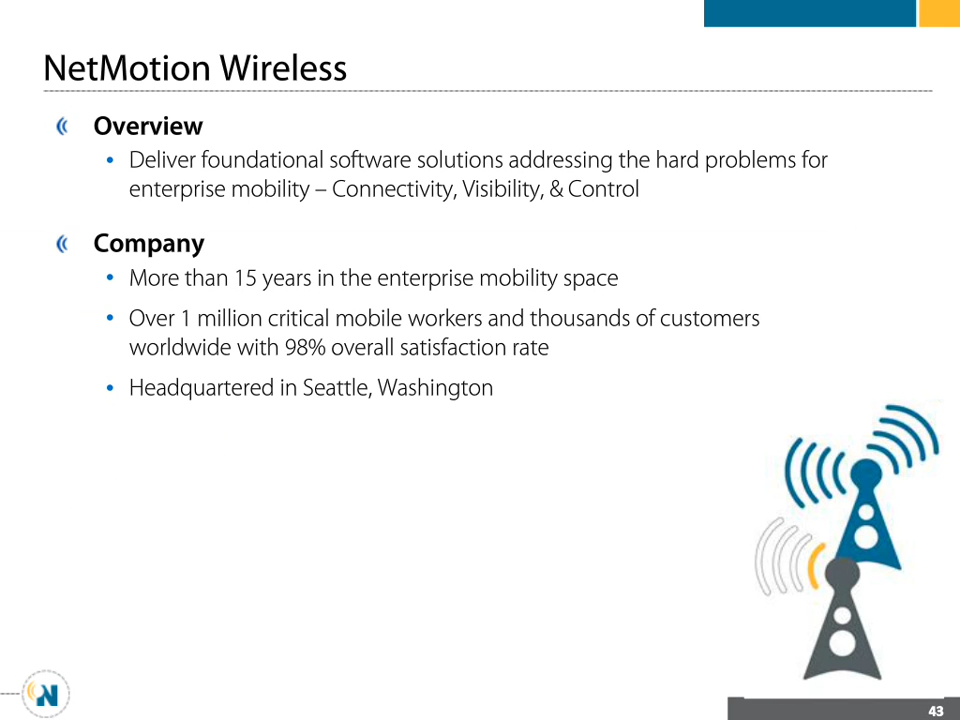 NetMotion Wireless
Overview
• Deliver foundational software solutions addressing the hard problems for
enterprise mobility – Connectivity, Visibility, & Control
Company
• More than 15 years in the enterprise mobility space
• Over 1 million critical mobile workers and thousands of customers
worldwide with 98% overall satisfaction rate
• Headquartered in Seattle, Washington
N
43